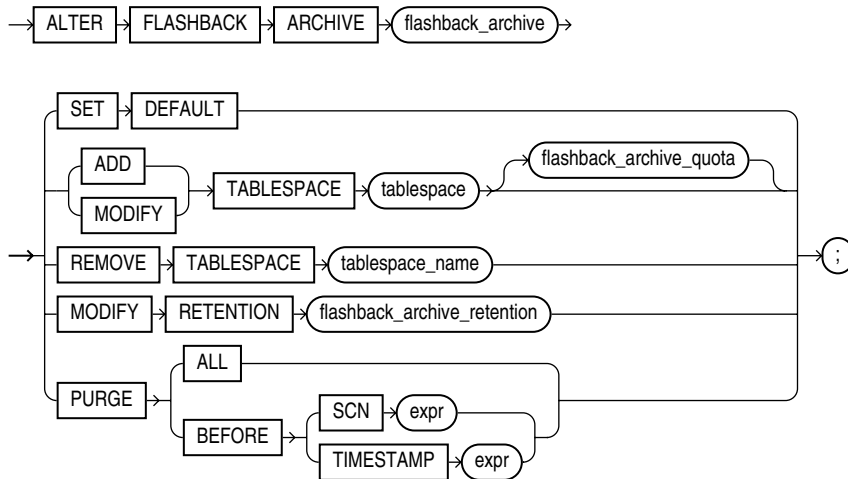 ALTER FLASHBACK ARCHIVE flashback_archive
SET DEFAULT
flashback_archive_quota
ADD
TABLESPACE tablespace
MODIFY
REMOVE TABLESPACE tablespace_name
;
MODIFY RETENTION flashback_archive_retention
ALL
PURGE
SCN expr
BEFORE
TIMESTAMP expr